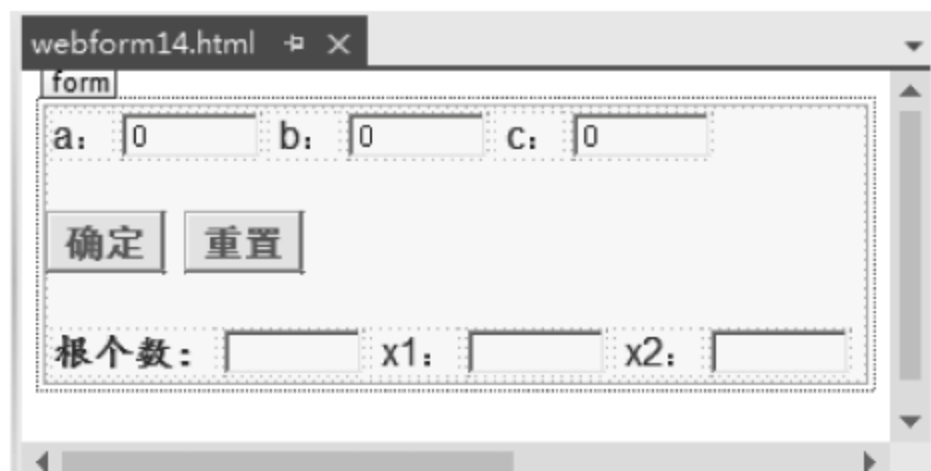 webform14.html
form
a： 0 b： 0 c： 0
确定 重置
根个数： x1： x2：